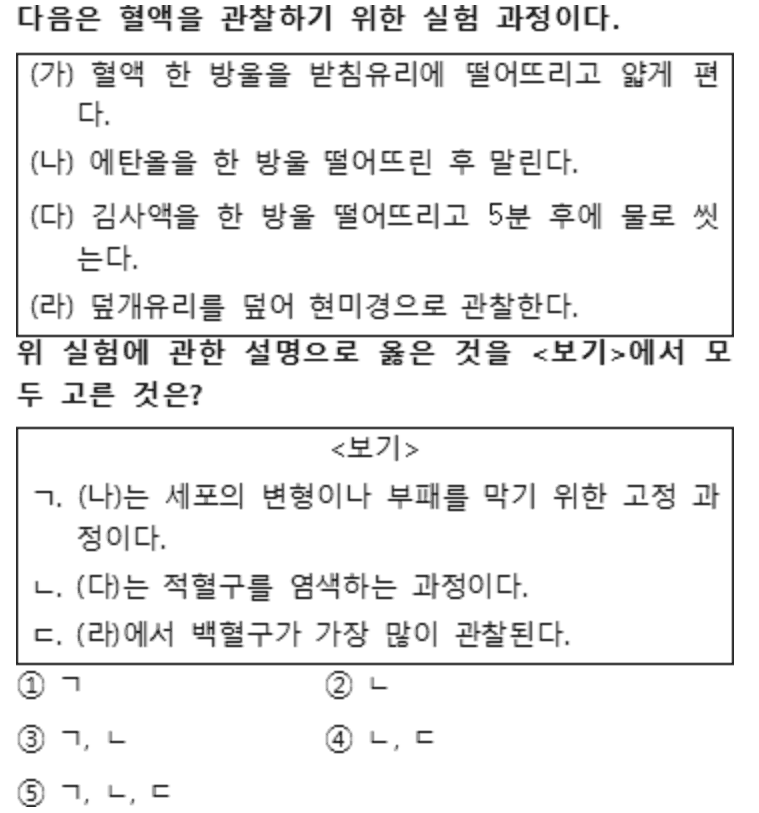 다음은 혈액을 관찰하기 위한 실험 과정이다.
(가) 혈액 한 방울을 받침유리에 떨어뜨리고 얇게 편
다.
(나) 에탄올을 한 방울 떨어뜨린 후 말린다.
(다) 김사액을 한 방울 떨어뜨리고 5분 후에 물로 씻
는다.
(라) 덮개유리를 덮어 현미경으로 관찰한다.
위 실험에 관한 설명으로 옳은 것을 <보기>에서 모
두 고른 것은?
<보기>
ㄱ. (나)는 세포의 변형이나 부패를 막기 위한 고정 과
정이다.
ㄴ. (다)는 적혈구를 염색하는 과정이다.
ㄷ. (라)에서 백혈구가 가장 많이 관찰된다.
① ㄱ ② ㄴ
③ ㄱ, ㄴ ④ ㄴ, ㄷ
⑤ ㄱ, ㄴ, ㄷ